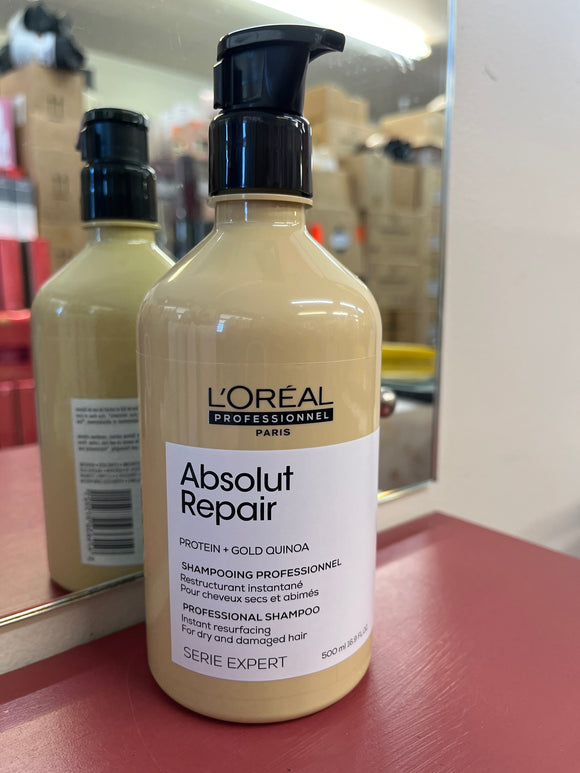 L'ORÉAL
PROFESSIONNEL
PARIS
Absolut
Repair
PROTEIN + GOLD QUINOA
SHAMPOOING PROFESSIONNEL
Restructurant instantané
Pour cheveux secs et abîmés
PROFESSIONAL SHAMPOO
Instant resurfacing
For dry and damaged hair
SERIE EXPERT
500 ml 16.9 FL.OZ.